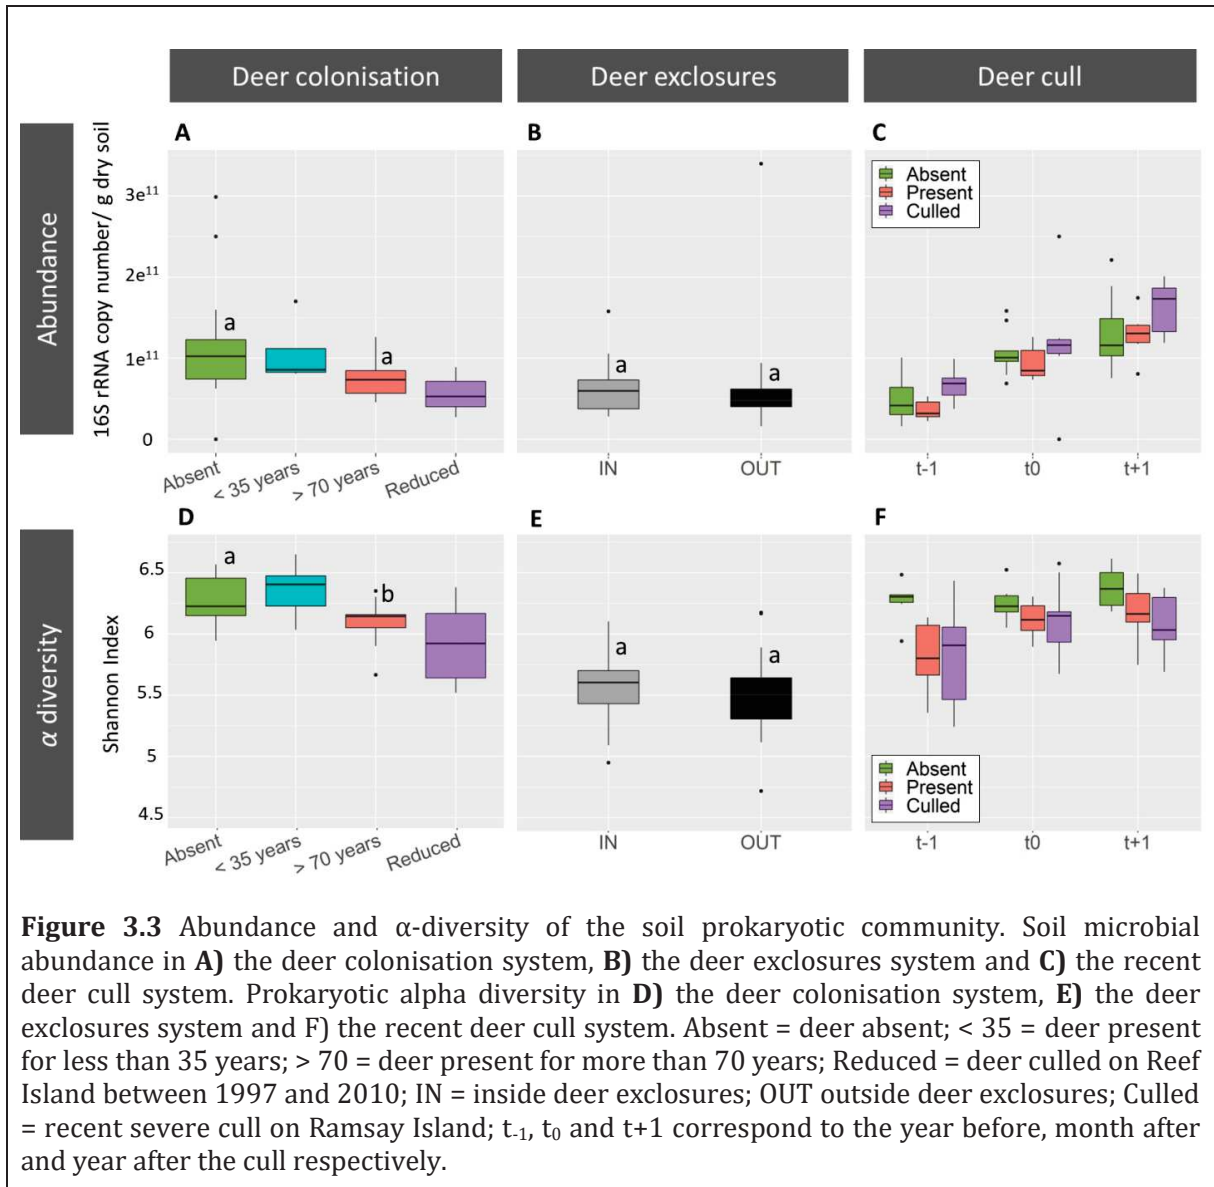 Deer colonisation
Deer exclosures
Deer cull
Abundance
16S rRNA copy number/ g dry soil
A
3e¹¹
2e¹¹
1e¹¹
0
a
a
Absent
< 35 years
> 70 years
Reduced
B
a
a
IN
OUT
C
Absent
Present
Culled
t-1
t0
t+1
α diversity
Shannon Index
D
6.5
6
5.5
5
4.5
a
b
Absent
< 35 years
> 70 years
Reduced
E
a
a
IN
OUT
F
Absent
Present
Culled
t-1
t0
t+1
Figure 3.3 Abundance and α-diversity of the soil prokaryotic community. Soil microbial
abundance in A) the deer colonisation system, B) the deer exclosures system and C) the recent
deer cull system. Prokaryotic alpha diversity in D) the deer colonisation system, E) the deer
exclosures system and F) the recent deer cull system. Absent = deer absent; < 35 = deer present
for less than 35 years; > 70 = deer present for more than 70 years; Reduced = deer culled on Reef
Island between 1997 and 2010; IN = inside deer exclosures; OUT outside deer exclosures; Culled
= recent severe cull on Ramsay Island; t₋₁, t₀ and t+1 correspond to the year before, month after
and year after the cull respectively.